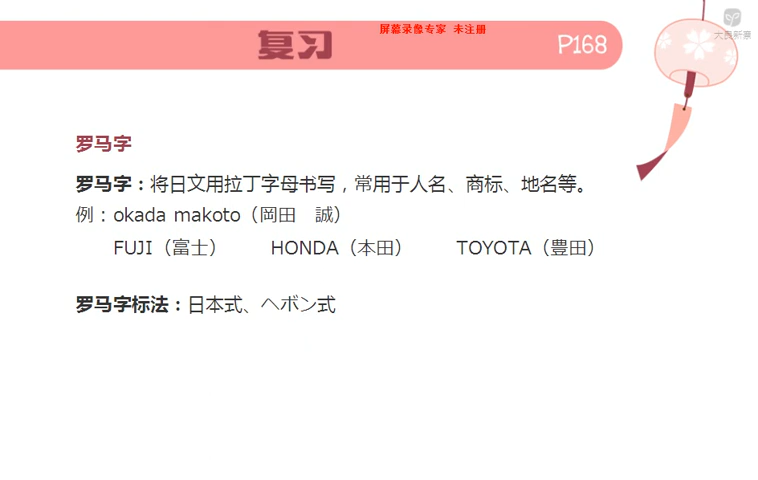 屏幕录像专家 未注册
复习
P168
大良新景
罗马字
罗马字：将日文用拉丁字母书写，常用于人名、商标、地名等。
例：okada makoto（岡田　誠）
FUJI（富士）　HONDA（本田）　TOYOTA（豊田）
罗马字标法：日本式、ヘボン式